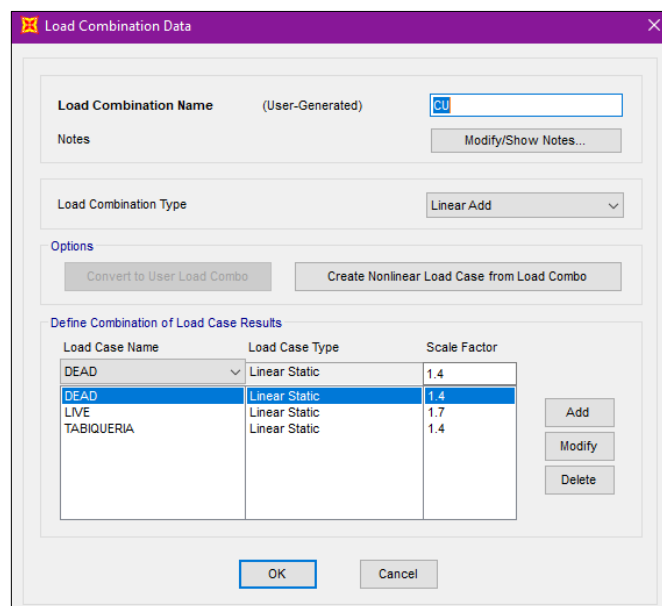 Load Combination Data
Load Combination Name (User-Generated) CU
Notes Modify/Show Notes...
Load Combination Type Linear Add
Options
Convert to User Load Combo Create Nonlinear Load Case from Load Combo
Define Combination of Load Case Results
Load Case Name Load Case Type Scale Factor
DEAD Linear Static 1.4
DEAD Linear Static 1.4
LIVE Linear Static 1.7
TABIQUERIA Linear Static 1.4
Add
Modify
Delete
OK Cancel